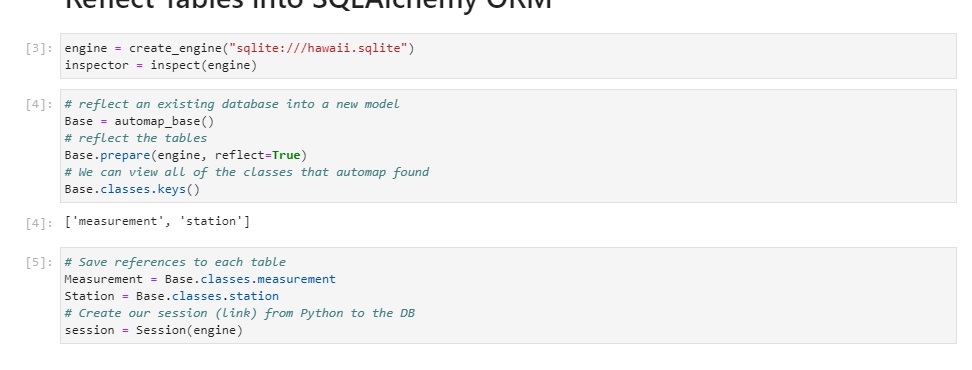 Reflect Tables into SQLAlchemy ORM
[3]: engine = create_engine("sqlite:///hawaii.sqlite")
inspector = inspect(engine)
[4]: # reflect an existing database into a new model
Base = automap_base()
# reflect the tables
Base.prepare(engine, reflect=True)
# We can view all of the classes that automap found
Base.classes.keys()
[4]: ['measurement', 'station']
[5]: # Save references to each table
Measurement = Base.classes.measurement
Station = Base.classes.station
# Create our session (link) from Python to the DB
session = Session(engine)